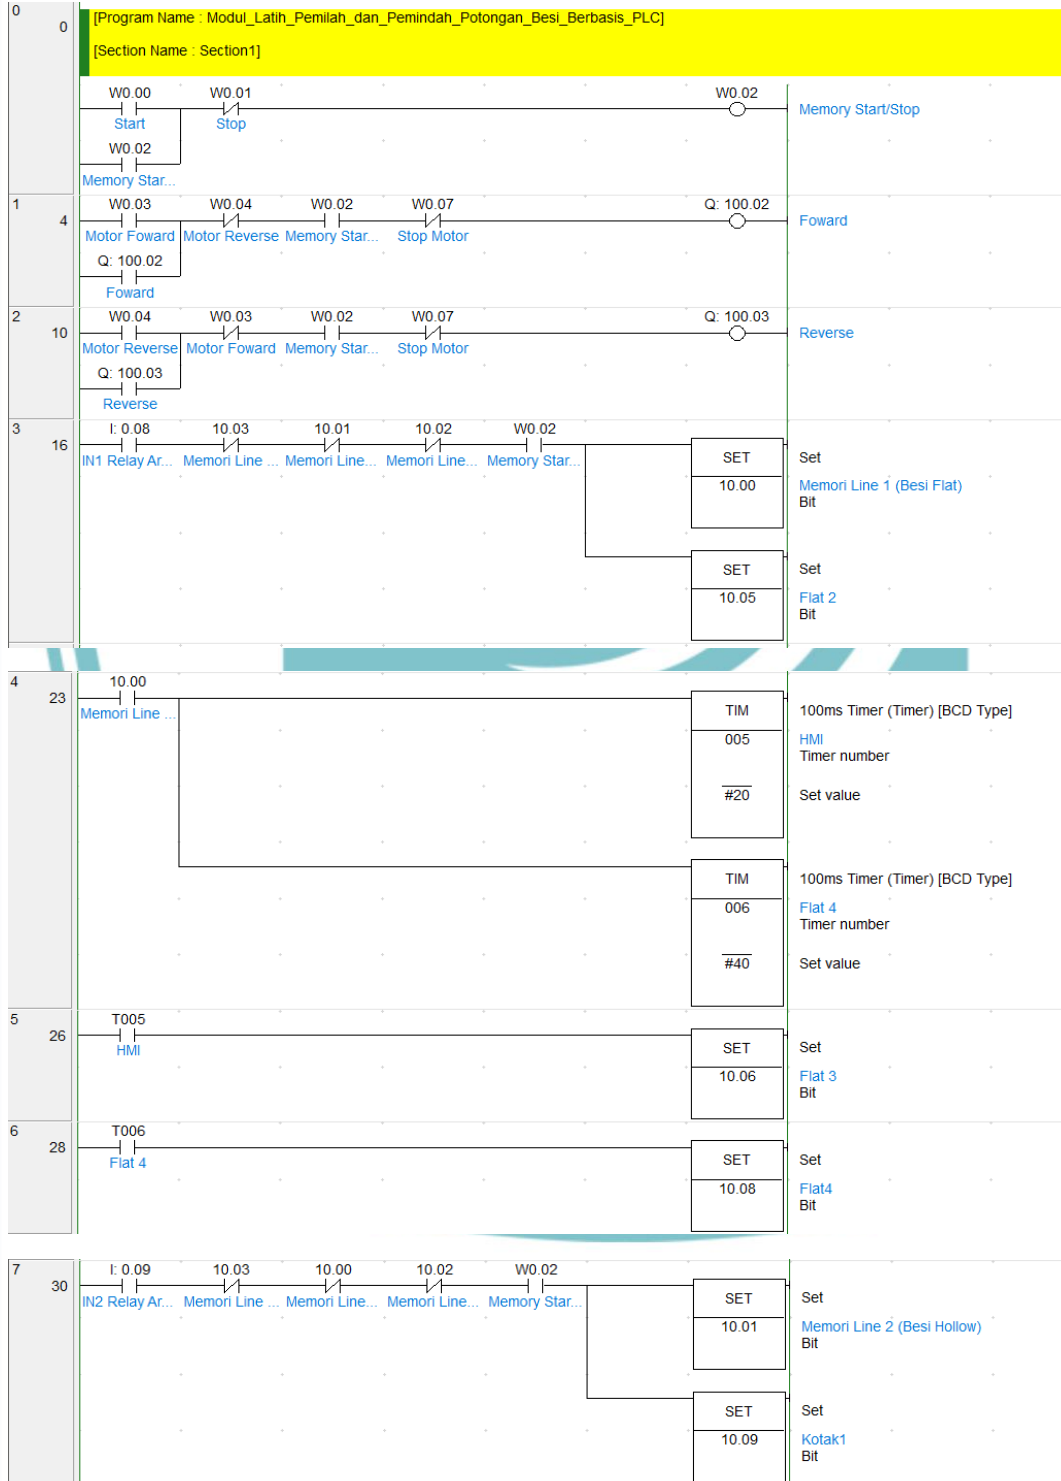 0
0
[Program Name : Modul_Latih_Pemilah_dan_Pemindah_Potongan_Besi_Berbasis_PLC]
[Section Name : Section1]
W0.00 W0.01 W0.02
Memory Start/Stop
Start Stop
W0.02
Memory Star...
1
4
W0.03 W0.04 W0.02 W0.07 Q: 100.02
Foward
Motor Foward Motor Reverse Memory Star... Stop Motor
Q: 100.02
Foward
2
10
W0.04 W0.03 W0.02 W0.07 Q: 100.03
Reverse
Motor Reverse Motor Foward Memory Star... Stop Motor
Q: 100.03
Reverse
3
16
I: 0.08 10.03 10.01 10.02 W0.02
IN1 Relay Ar... Memori Line ... Memori Line... Memori Line... Memory Star...
SET Set
10.00 Memori Line 1 (Besi Flat)
Bit
SET Set
10.05 Flat 2
Bit
4
23
10.00
Memori Line ...
TIM 100ms Timer (Timer) [BCD Type]
005 HMI
Timer number
#20 Set value
TIM 100ms Timer (Timer) [BCD Type]
006 Flat 4
Timer number
#40 Set value
5
26
T005
HMI
SET Set
10.06 Flat 3
Bit
6
28
T006
Flat 4
SET Set
10.08 Flat4
Bit
7
30
I: 0.09 10.03 10.00 10.02 W0.02
IN2 Relay Ar... Memori Line ... Memori Line... Memori Line... Memory Star...
SET Set
10.01 Memori Line 2 (Besi Hollow)
Bit
SET Set
10.09 Kotak1
Bit